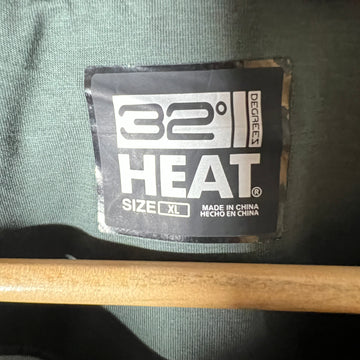 32°
DEGREES
HEAT®
SIZE XL
MADE IN CHINA
HECHO EN CHINA